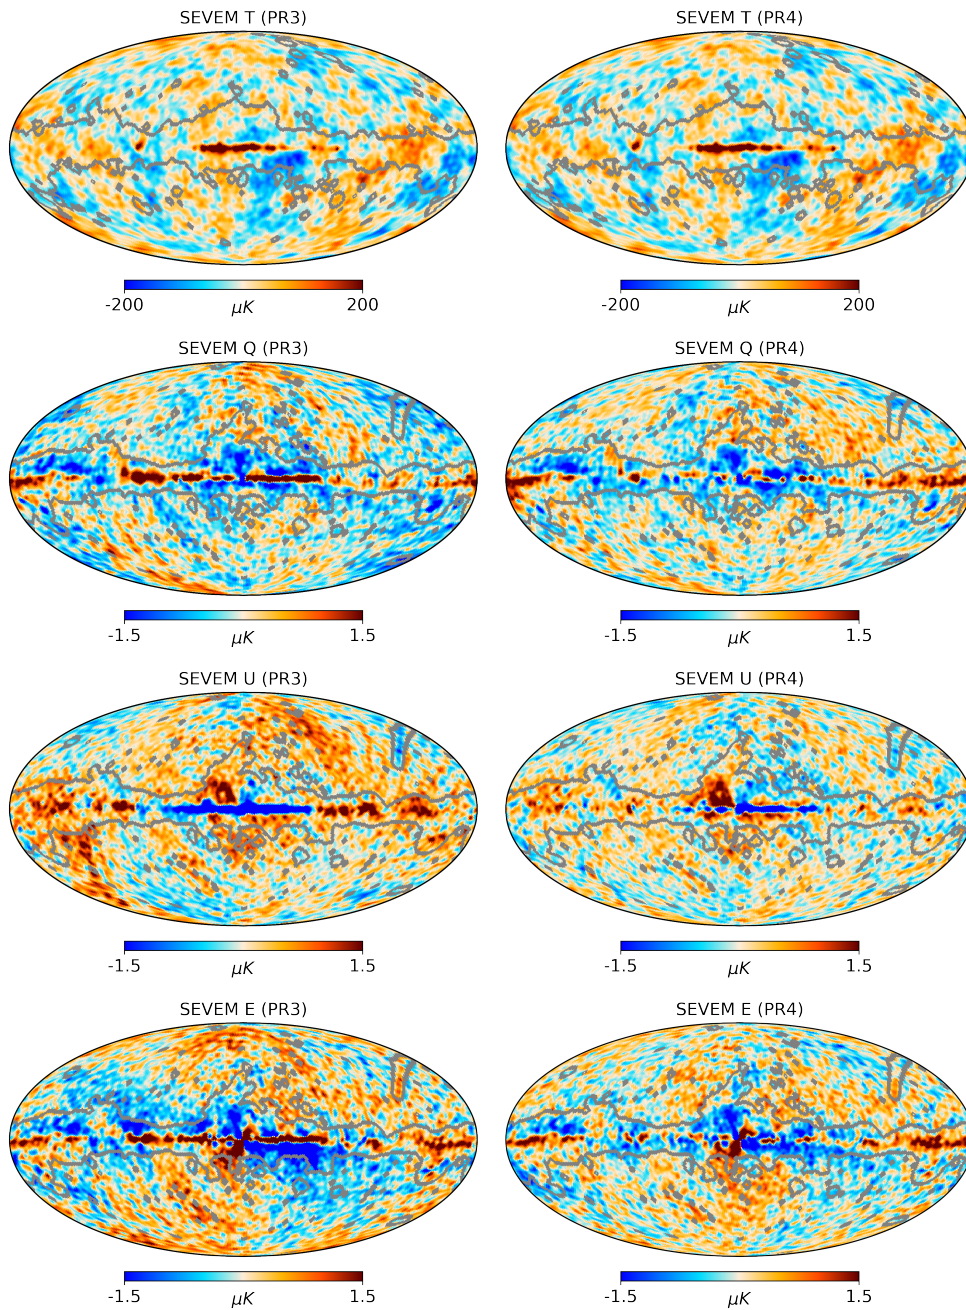 SEVEM T (PR3)
SEVEM T (PR4)
-200 μK 200
-200 μK 200
SEVEM Q (PR3)
SEVEM Q (PR4)
-1.5 μK 1.5
-1.5 μK 1.5
SEVEM U (PR3)
SEVEM U (PR4)
-1.5 μK 1.5
-1.5 μK 1.5
SEVEM E (PR3)
SEVEM E (PR4)
-1.5 μK 1.5
-1.5 μK 1.5